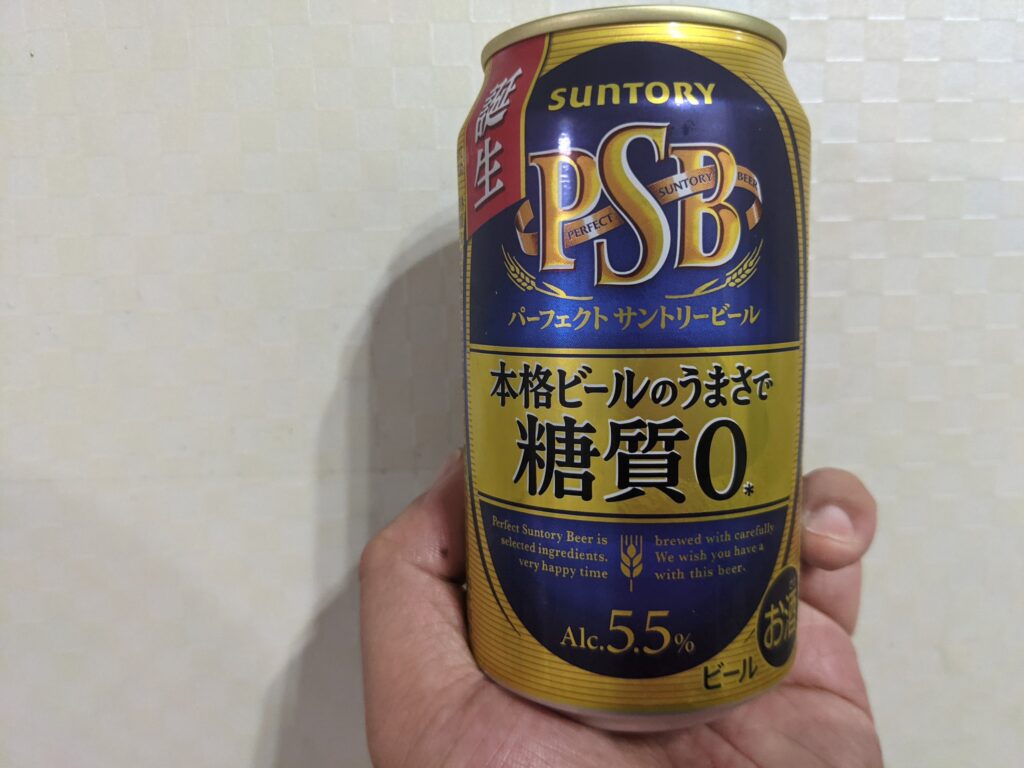 誕生
SUNTORY
PSB
PERFECT SUNTORY BEER
パーフェクト サントリービール
本格ビールのうまさで
糖質0*
Perfect Suntory Beer is brewed with carefully
selected ingredients. We wish you have a
very happy time with this beer.
Alc.5.5%
お酒
ビール